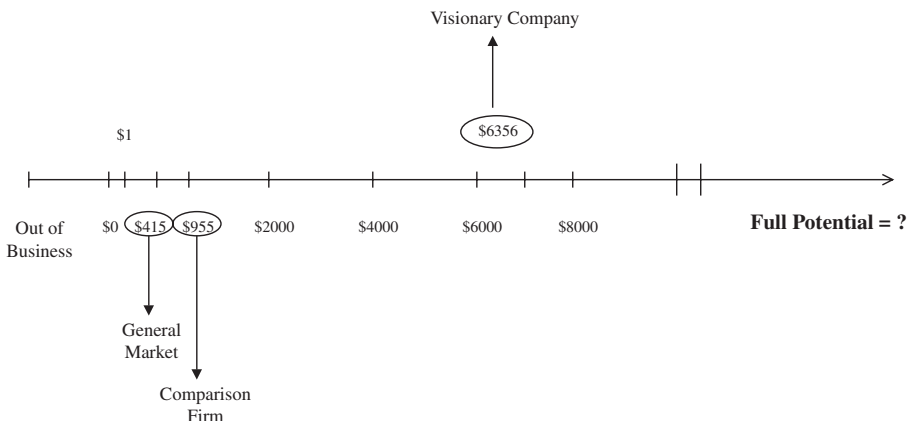 Visionary Company
$6356
$1
Out of
Business
$0 $415 $955 $2000 $4000 $6000 $8000 Full Potential = ?
General
Market
Comparison
Firm